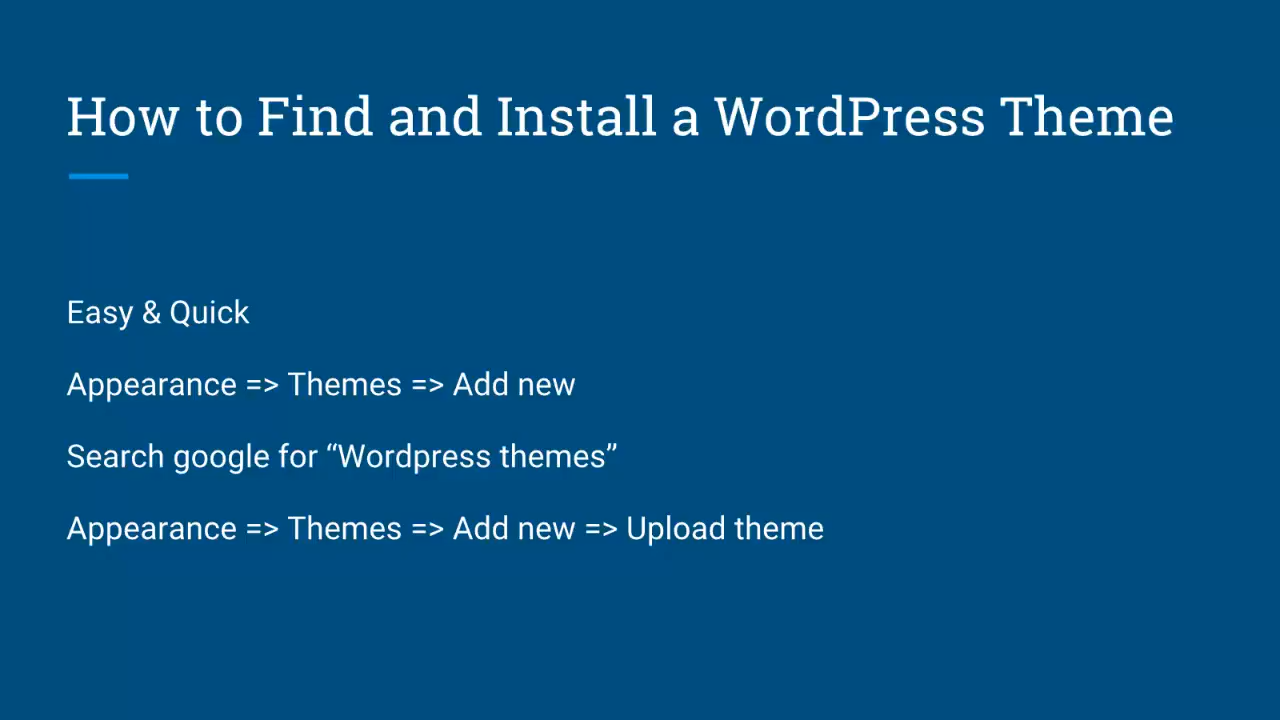 How to Find and Install a WordPress Theme
Easy & Quick
Appearance => Themes => Add new
Search google for “Wordpress themes”
Appearance => Themes => Add new => Upload theme